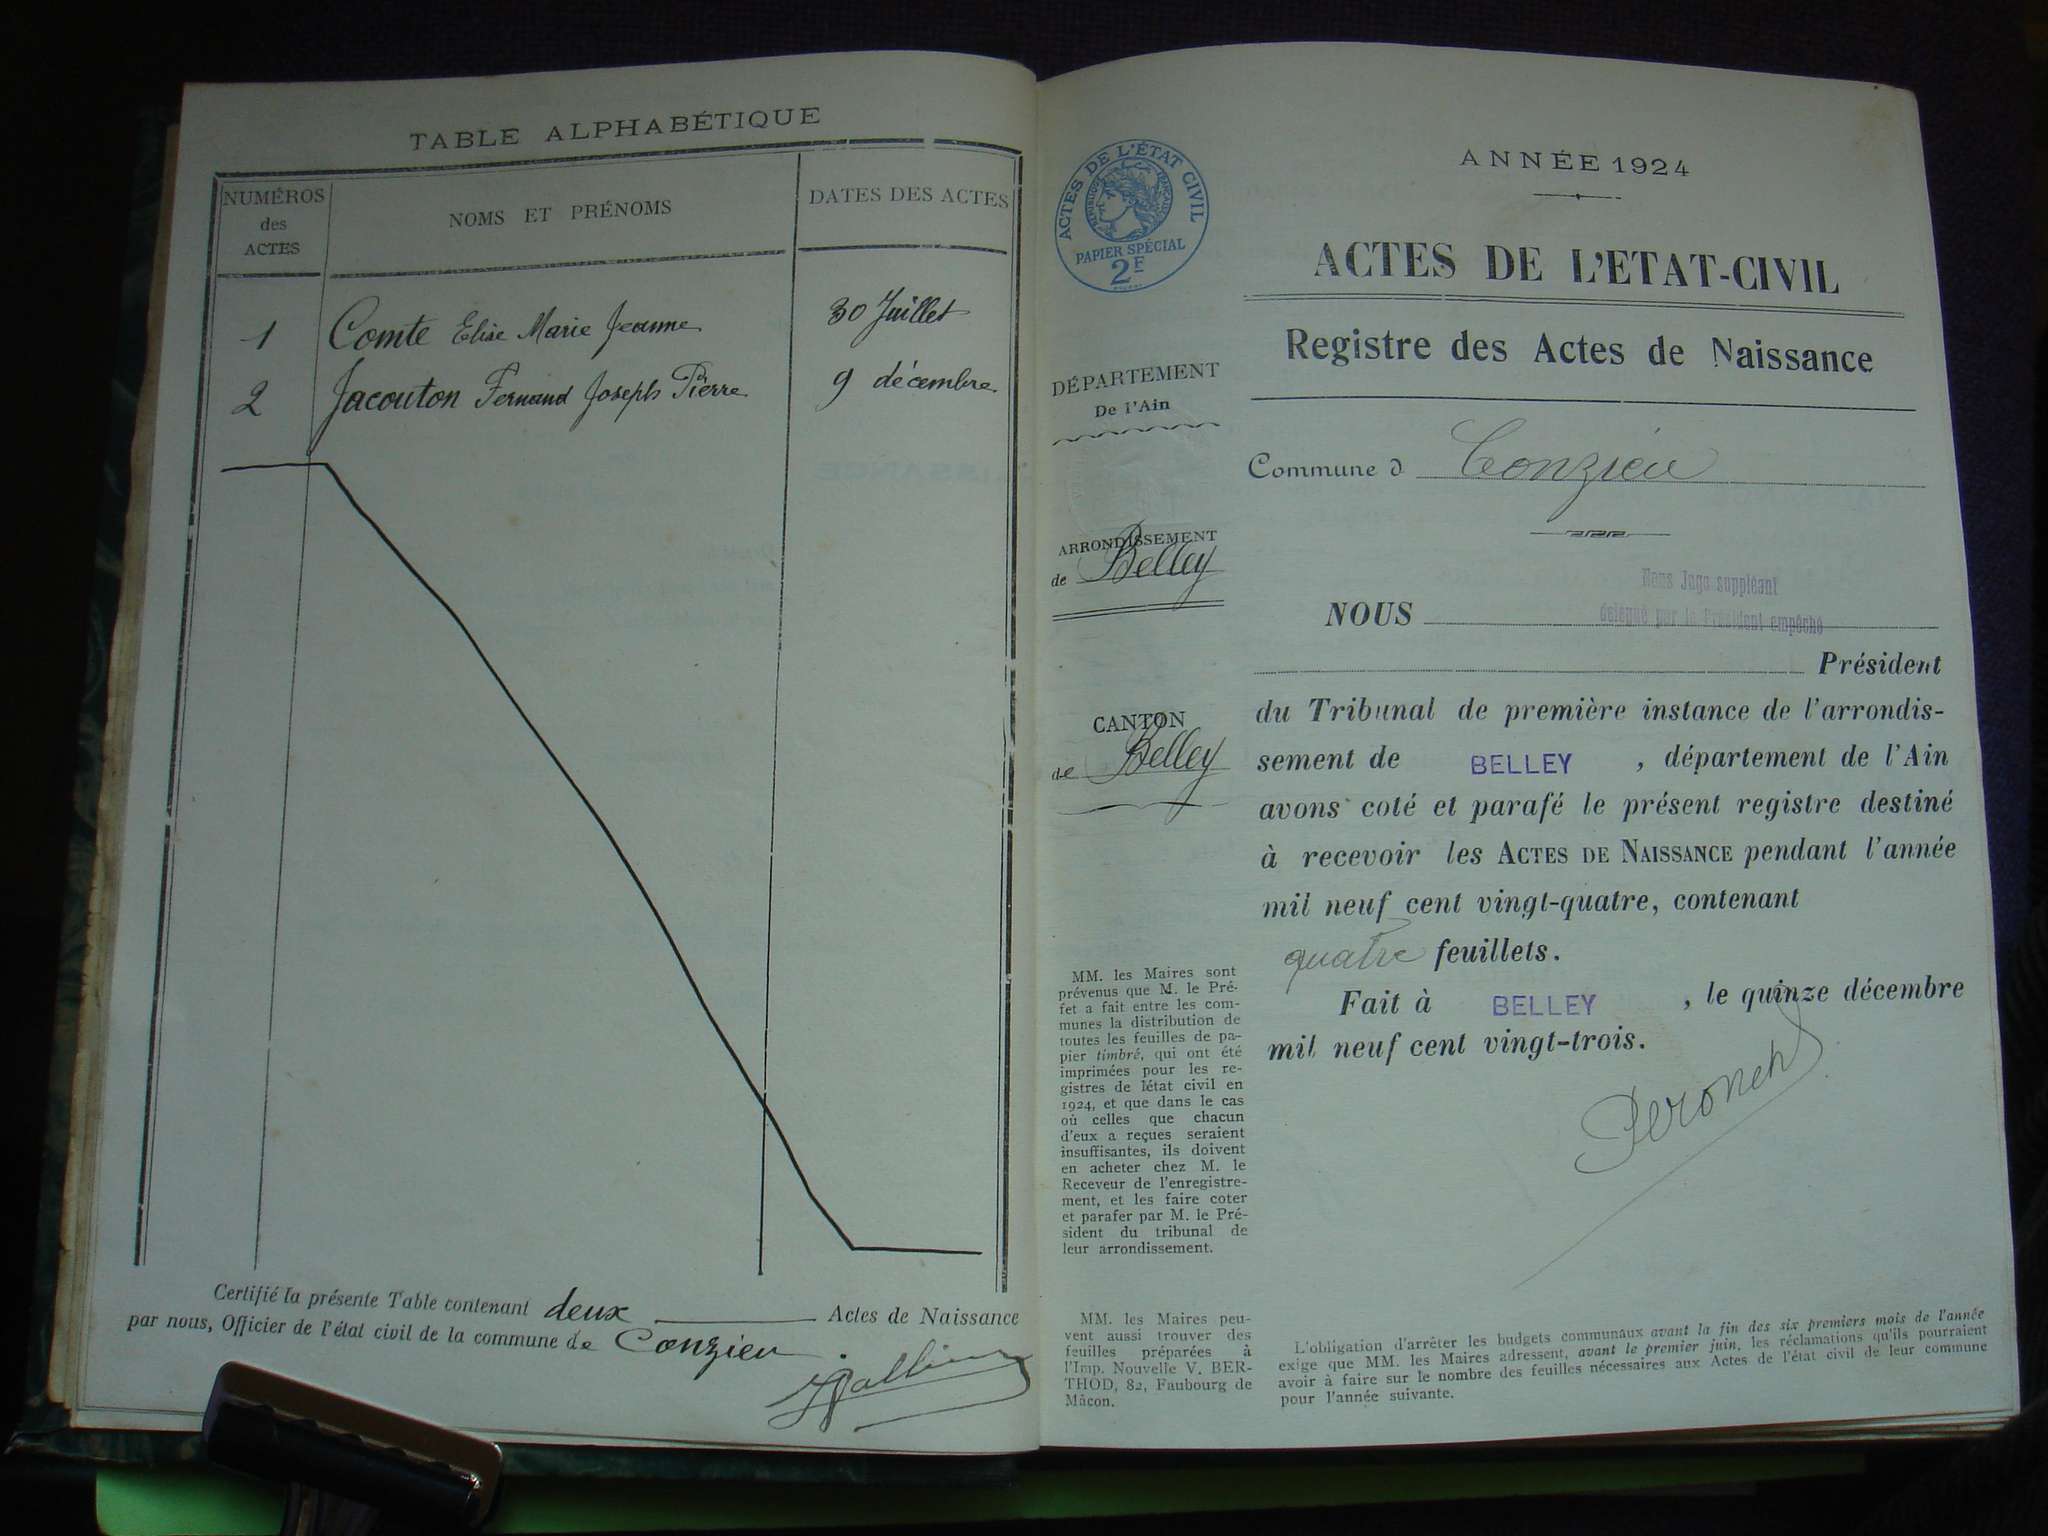 TABLE ALPHABÉTIQUE
NUMÉROS
des
ACTES
NOMS ET PRÉNOMS
DATES DES ACTES
1 Comte Elise Marie Jeanne 30 Juillet
2 Jacouton Fernand Joseph Pierre 9 décembre
Certifié la présente Table contenant deux Actes de Naissance
par nous, Officier de l'état civil de la commune de Conzieu
ACTES DE L'ÉTAT CIVIL
RÉPUBLIQUE FRANÇAISE
PAPIER SPÉCIAL
2F
DÉPARTEMENT
De l'Ain
ARRONDISSEMENT
de Belley
CANTON
de Belley
MM. les Maires sont
prévenus que M. le Pré-
fet a fait entre les com-
munes la distribution de
toutes les feuilles de pa-
pier timbré, qui ont été
imprimées pour les re-
gistres de l'état civil en
1924, et que dans le cas
où celles que chacun
d'eux a reçues seraient
insuffisantes, ils doivent
en acheter chez M. le
Receveur de l'enregistre-
ment, et les faire coter
et parafer par M. le Pré-
sident du tribunal de
leur arrondissement.
MM. les Maires peu-
vent aussi trouver des
feuilles préparées à
l'Imp. Nouvelle V. BER-
THOD, 82, Faubourg de
Mâcon.
ANNÉE 1924
ACTES DE L'ETAT-CIVIL
Registre des Actes de Naissance
Commune d Conzieu
Nous Juge suppléant
NOUS délégué par le Président empêché
Président
du Tribunal de première instance de l'arrondis-
sement de BELLEY, département de l'Ain
avons coté et parafé le présent registre destiné
à recevoir les ACTES DE NAISSANCE pendant l'année
mil neuf cent vingt-quatre, contenant
quatre feuillets.
Fait à BELLEY, le quinze décembre
mil neuf cent vingt-trois.
L'obligation d'arrêter les budgets communaux avant la fin des six premiers mois de l'année
exige que MM. les Maires adressent, avant le premier juin, les réclamations qu'ils pourraient
avoir à faire sur le nombre des feuilles nécessaires aux Actes de l'état civil de leur commune
pour l'année suivante.